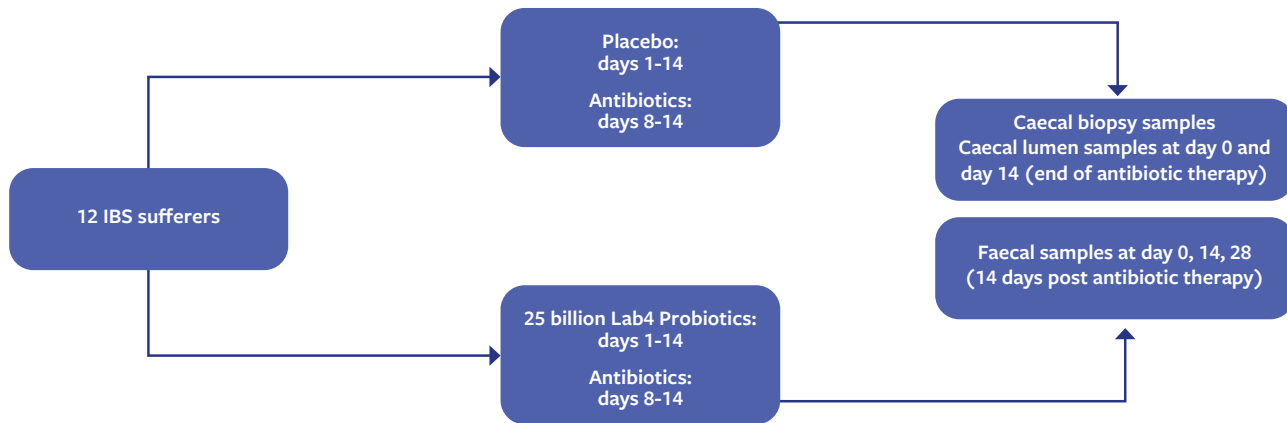 12 IBS sufferers
Placebo:
days 1-14
Antibiotics:
days 8-14
25 billion Lab4 Probiotics:
days 1-14
Antibiotics:
days 8-14
Caecal biopsy samples
Caecal lumen samples at day 0 and
day 14 (end of antibiotic therapy)
Faecal samples at day 0, 14, 28
(14 days post antibiotic therapy)